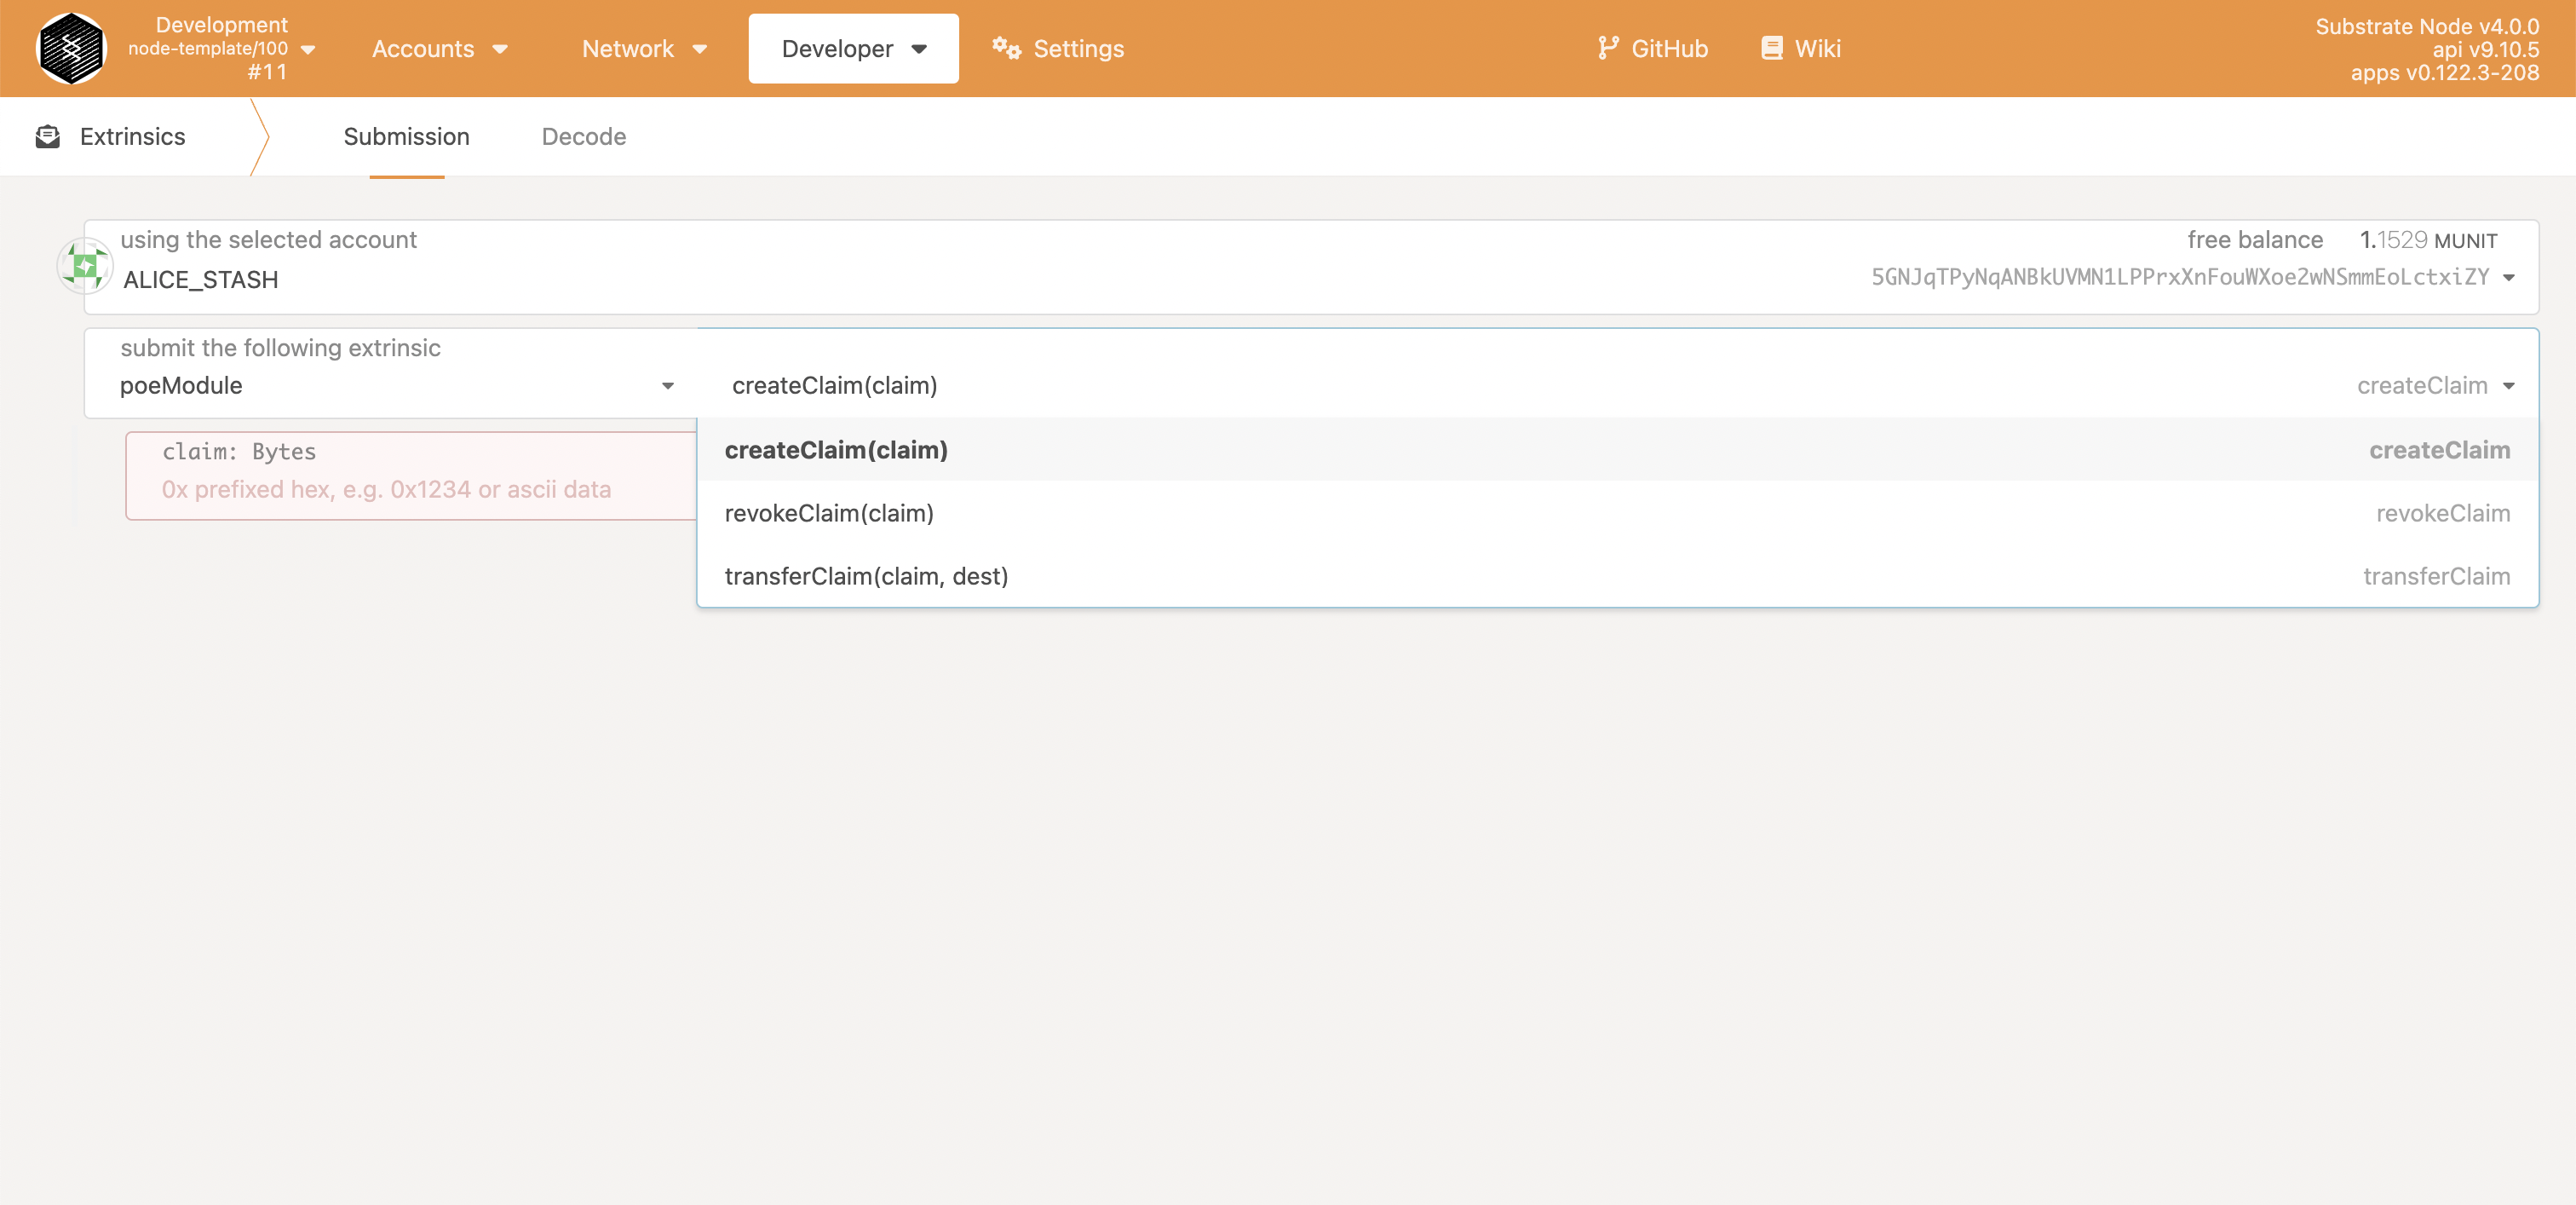 Development
node-template/100
#11
Accounts
Network
Developer
Settings
GitHub
Wiki
Substrate Node v4.0.0
api v9.10.5
apps v0.122.3-208
Extrinsics
Submission
Decode
using the selected account
ALICE_STASH
free balance 1.1529 MUNIT
5GNJqTPyNqANBkUVMN1LPPrxXnFouWXoe2wNSmmEoLctxiZY
submit the following extrinsic
poeModule
createClaim(claim) createClaim
claim: Bytes
0x prefixed hex, e.g. 0x1234 or ascii data
createClaim(claim) createClaim
revokeClaim(claim) revokeClaim
transferClaim(claim, dest) transferClaim